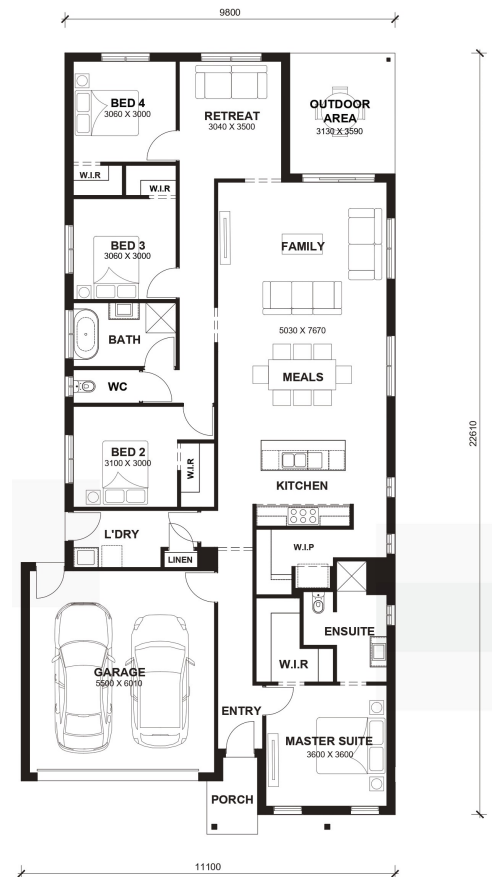 9800
BED 4
3060 X 3000
RETREAT
3040 X 3500
OUTDOOR
AREA
3130 X 3590
W.I.R
W.I.R
BED 3
3060 X 3000
FAMILY
5030 X 7670
BATH
WC
MEALS
BED 2
3100 X 3000
W.I.R
KITCHEN
22610
L'DRY
LINEN
W.I.P
ENSUITE
W.I.R
GARAGE
5500 X 6010
ENTRY
MASTER SUITE
3600 X 3600
PORCH
11100